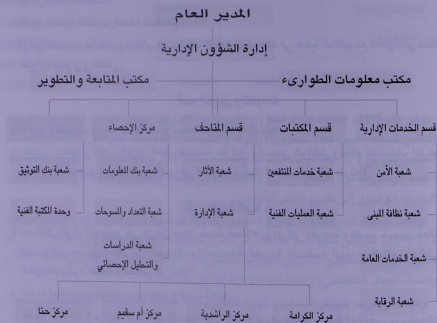 المدير العام
إدارة الشؤون الإدارية
مكتب معلومات الطوارىء
مكتب المتابعة والتطوير
قسم الخدمات الإدارية
قسم المكتبات
قسم المتاحف
مركز الإحصاء
شعبة الأمن
شعبة خدمات المنتفعين
شعبة الآثار
شعبة بنك المعلومات
شعبة بنك التوثيق
شعبة نظافة المبنى
شعبة العمليات الفنية
شعبة الإدارة
شعبة التعداد والمسوحات
وحدة المكتبة الفنية
شعبة الخدمات العامة
شعبة الدراسات
والتحليل الإحصائي
شعبة الرقابة
مركز الكرامة
مركز الراشدية
مركز أم سقيم
مركز حتا